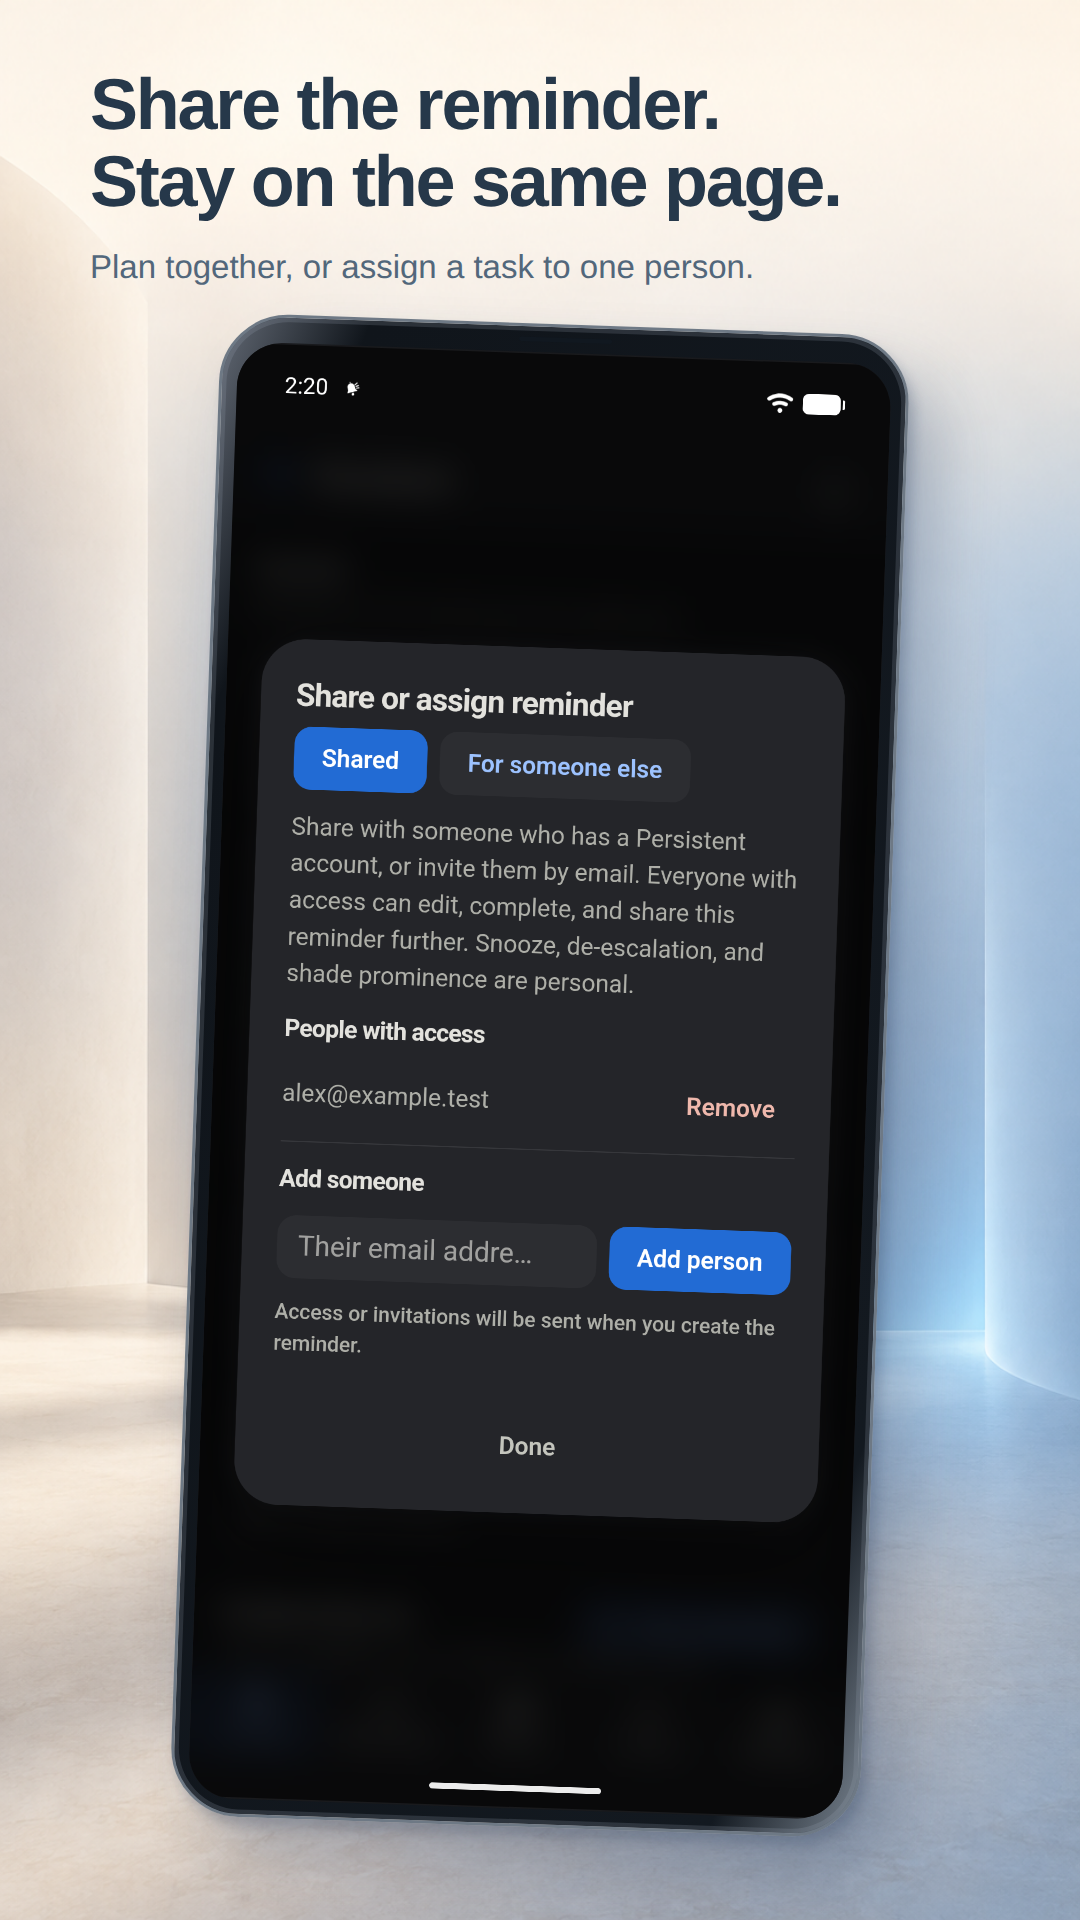 Share the reminder.
Stay on the same page.
Plan together, or assign a task to one person.
2:20
Share or assign reminder
Shared
For someone else
Share with someone who has a Persistent
account, or invite them by email. Everyone with
access can edit, complete, and share this
reminder further. Snooze, de-escalation, and
shade prominence are personal.
People with access
alex@example.test
Remove
Add someone
Their email addre...
Add person
Access or invitations will be sent when you create the
reminder.
Done